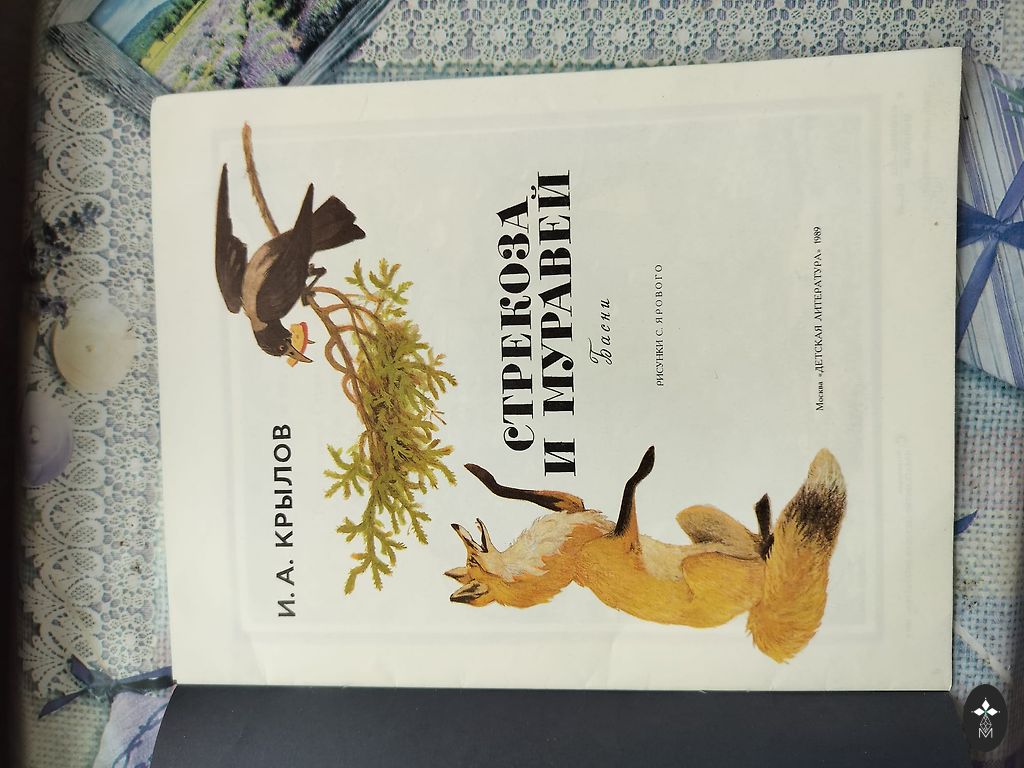 И. А. КРЫЛОВ
СТРЕКОЗА
И МУРАВЕЙ
Басни
РИСУНКИ С. ЯРОВОГО
Москва «ДЕТСКАЯ ЛИТЕРАТУРА» 1989
M